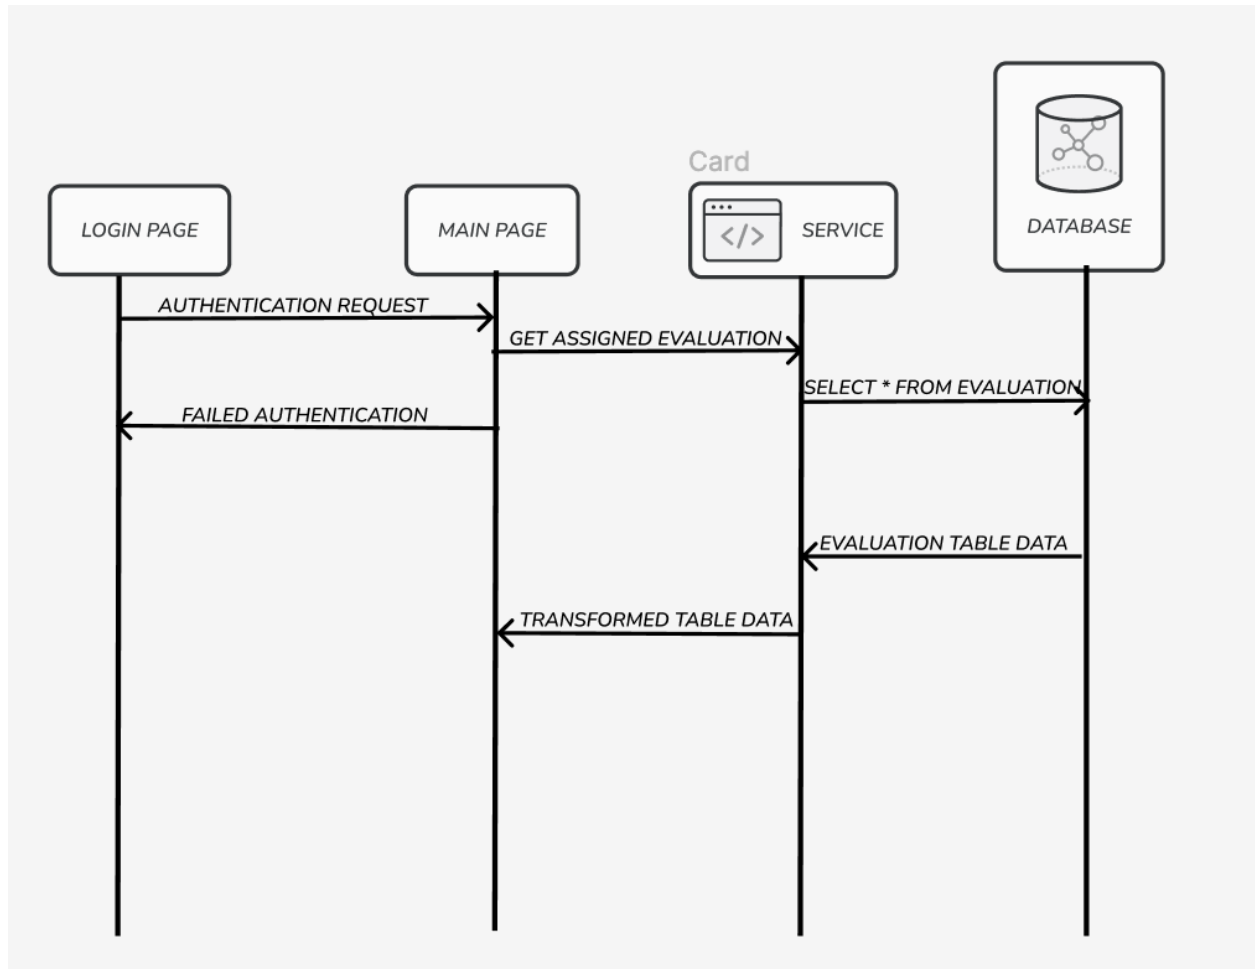 DATABASE
Card
LOGIN PAGE
MAIN PAGE
</>
SERVICE
AUTHENTICATION REQUEST
GET ASSIGNED EVALUATION
SELECT * FROM EVALUATION
FAILED AUTHENTICATION
EVALUATION TABLE DATA
TRANSFORMED TABLE DATA